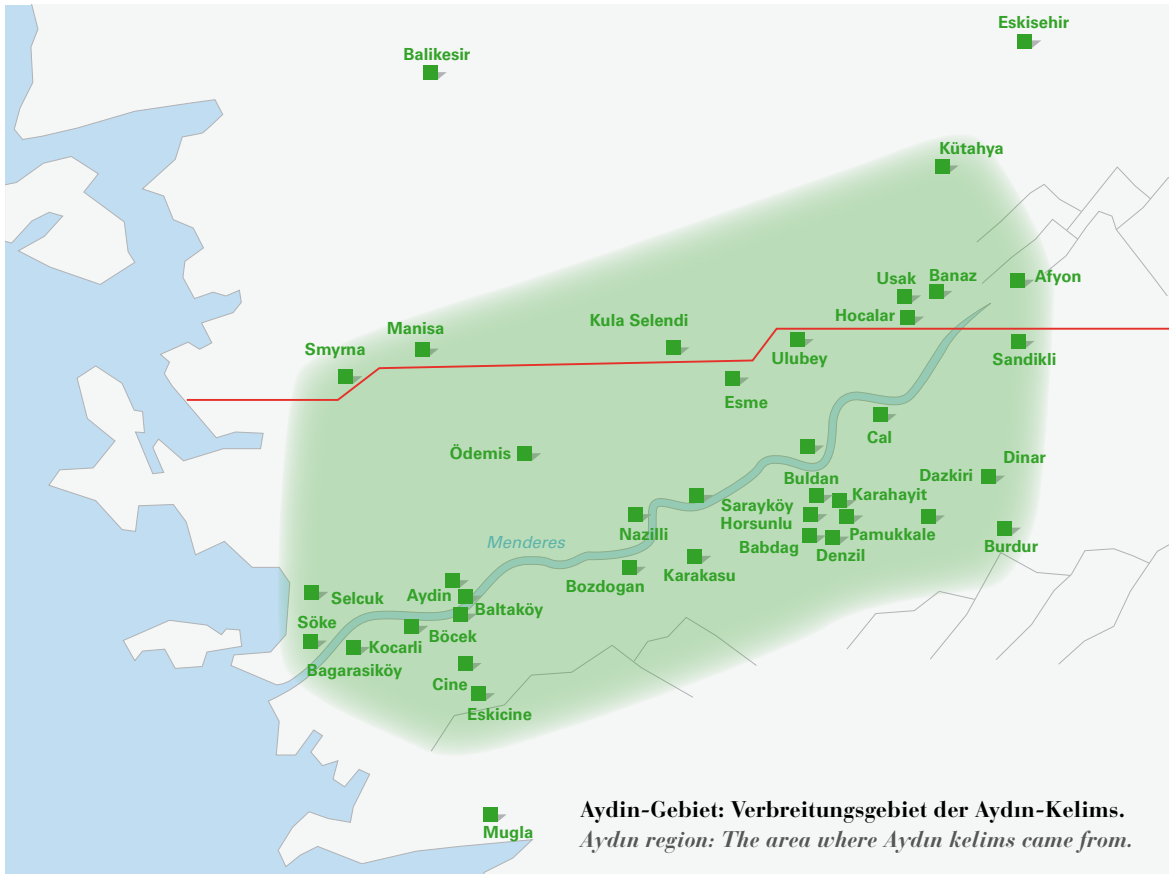 Eskisehir
Balikesir
Kütahya
Usak
Banaz
Afyon
Hocalar
Kula Selendi
Manisa
Smyrna
Ulubey
Sandikli
Esme
Cal
Ödemis
Dinar
Dazkiri
Buldan
Karahayit
Sarayköy
Horsunlu
Nazilli
Pamukkale
Menderes
Babdag
Denzil
Burdur
Karakasu
Bozdogan
Selcuk
Aydin
Baltaköy
Söke
Böcek
Kocarli
Bagarasiköy
Cine
Eskicine
Mugla
Aydin-Gebiet: Verbreitungsgebiet der Aydın-Kelims.
Aydın region: The area where Aydın kelims came from.